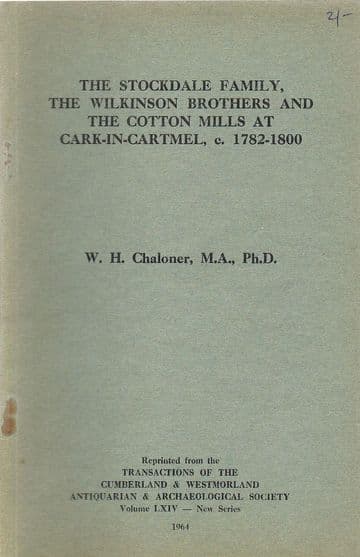 2/-
THE STOCKDALE FAMILY,
THE WILKINSON BROTHERS AND
THE COTTON MILLS AT
CARK-IN-CARTMEL, c. 1782-1800
W. H. Chaloner, M.A., Ph.D.
Reprinted from the
TRANSACTIONS OF THE
CUMBERLAND & WESTMORLAND
ANTIQUARIAN & ARCHAEOLOGICAL SOCIETY
Volume LXIV — New Series
1964